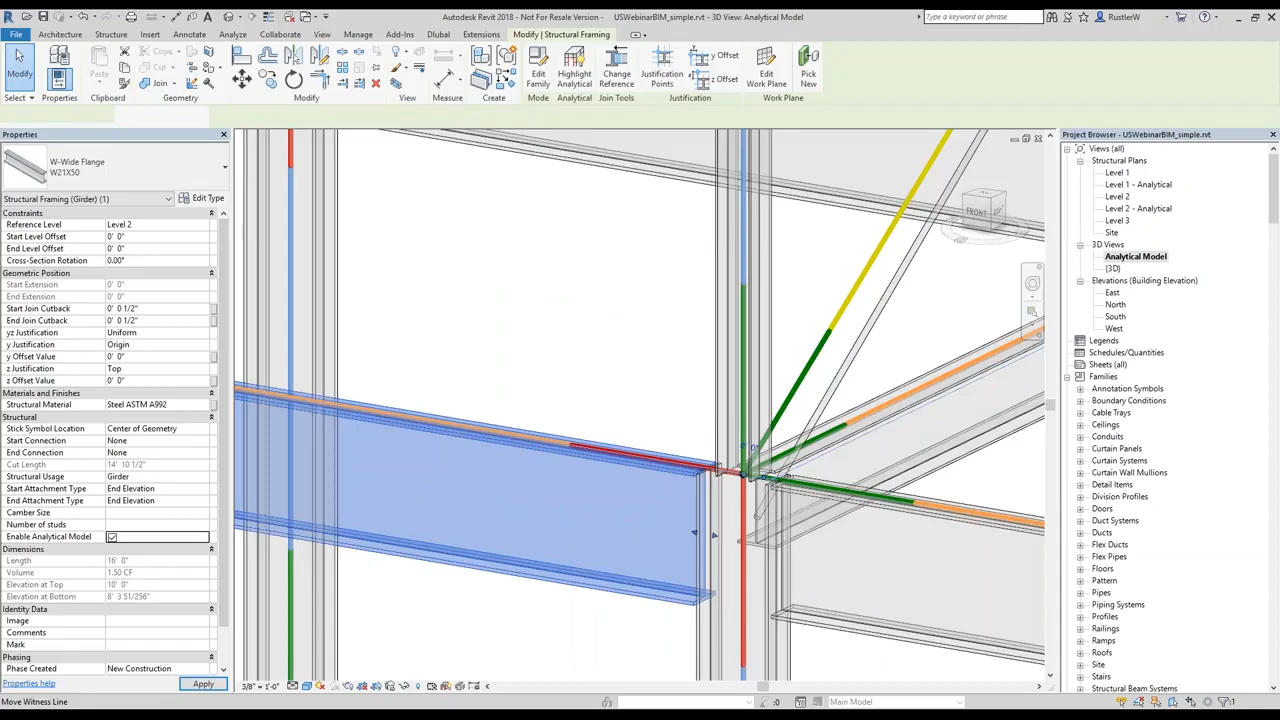 Autodesk Revit 2018 - Not For Resale Version - USWebinarBIM_simple.rvt - 3D View: Analytical Model
Type a keyword or phrase
RustlerW
File Architecture Structure Insert Annotate Analyze Collaborate View Manage Add-Ins Dlubal Extensions Modify | Structural Framing
Modify
Properties
Paste
Cope
Cut
Join
y Offset
z Offset
Edit Family
Highlight Analytical
Change Reference
Justification Points
Edit Work Plane
Pick New
Select Properties Clipboard Geometry Modify View Measure Create Mode Analytical Join Tools Justification Work Plane
Properties
W-Wide Flange
W21X50
Structural Framing (Girder) (1) Edit Type
Constraints
Reference Level Level 2
Start Level Offset 0' 0"
End Level Offset 0' 0"
Cross-Section Rotation 0.00°
Geometric Position
Start Extension 0' 0"
End Extension 0' 0"
Start Join Cutback 0' 0 1/2"
End Join Cutback 0' 0 1/2"
yz Justification Uniform
y Justification Origin
y Offset Value 0' 0"
z Justification Top
z Offset Value 0' 0"
Materials and Finishes
Structural Material Steel ASTM A992
Structural
Stick Symbol Location Center of Geometry
Start Connection None
End Connection None
Cut Length 14' 10 1/2"
Structural Usage Girder
Start Attachment Type End Elevation
End Attachment Type End Elevation
Camber Size
Number of studs
Enable Analytical Model
Dimensions
Length 16' 0"
Volume 1.50 CF
Elevation at Top 10' 0"
Elevation at Bottom 8' 3 51/256"
Identity Data
Image
Comments
Mark
Phasing
Phase Created New Construction
Properties help Apply
FRONT
3/8" = 1'-0"
Project Browser - USWebinarBIM_simple.rvt
Views (all)
Structural Plans
Level 1
Level 1 - Analytical
Level 2
Level 2 - Analytical
Level 3
Site
3D Views
Analytical Model
{3D}
Elevations (Building Elevation)
East
North
South
West
Legends
Schedules/Quantities
Sheets (all)
Families
Annotation Symbols
Boundary Conditions
Cable Trays
Ceilings
Conduits
Curtain Panels
Curtain Systems
Curtain Wall Mullions
Detail Items
Division Profiles
Doors
Duct Systems
Ducts
Flex Ducts
Flex Pipes
Floors
Pattern
Pipes
Piping Systems
Profiles
Railings
Ramps
Roofs
Site
Stairs
Structural Beam Systems
Move Witness Line
:0
Main Model
:1